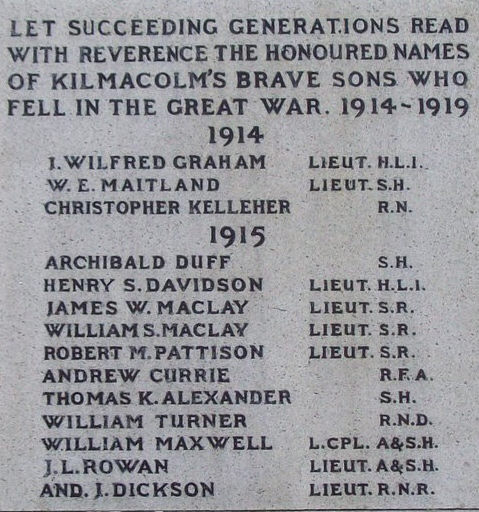 LET SUCCEEDING GENERATIONS READ
WITH REVERENCE THE HONOURED NAMES
OF KILMACOLM'S BRAVE SONS WHO
FELL IN THE GREAT WAR. 1914~1919
1914
J. WILFRED GRAHAM LIEUT. H.L.I.
W. E. MAITLAND LIEUT. S.H.
CHRISTOPHER KELLEHER R.N.
1915
ARCHIBALD DUFF S.H.
HENRY S. DAVIDSON LIEUT. H.L.I.
JAMES W. MACLAY LIEUT. S.R.
WILLIAM S. MACLAY LIEUT. S.R.
ROBERT M. PATTISON LIEUT. S.R.
ANDREW CURRIE R.F.A.
THOMAS K. ALEXANDER S.H.
WILLIAM TURNER R.N.D.
WILLIAM MAXWELL L.CPL. A&S.H.
J. L. ROWAN LIEUT. A&S.H.
AND. J. DICKSON LIEUT. R.N.R.